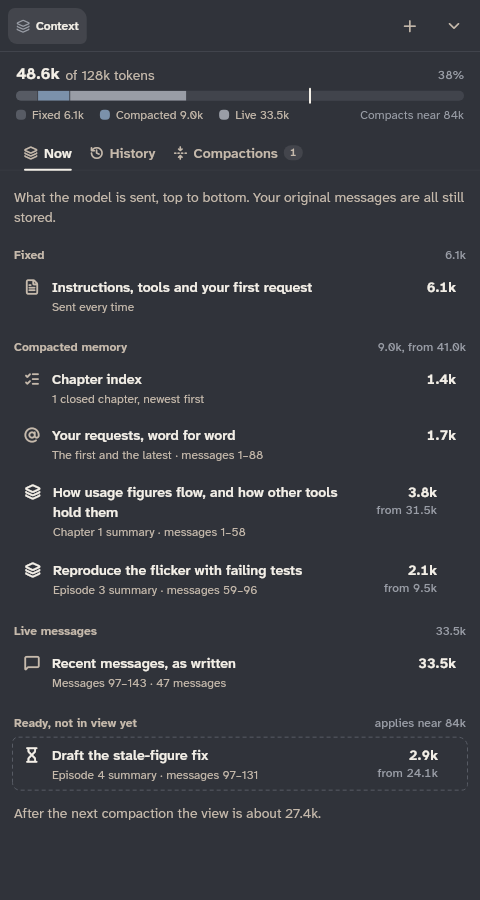 Context
48.6k of 128k tokens
38%
Fixed 6.1k
Compacted 9.0k
Live 33.5k
Compacts near 84k
Now
History
Compactions 1
What the model is sent, top to bottom. Your original messages are all still
stored.
Fixed
6.1k
Instructions, tools and your first request
6.1k
Sent every time
Compacted memory
9.0k, from 41.0k
Chapter index
1.4k
1 closed chapter, newest first
Your requests, word for word
1.7k
The first and the latest · messages 1–88
How usage figures flow, and how other tools
hold them
3.8k
from 31.5k
Chapter 1 summary · messages 1–58
Reproduce the flicker with failing tests
2.1k
Episode 3 summary · messages 59–96
from 9.5k
Live messages
33.5k
Recent messages, as written
33.5k
Messages 97–143 · 47 messages
Ready, not in view yet
applies near 84k
Draft the stale-figure fix
2.9k
Episode 4 summary · messages 97–131
from 24.1k
After the next compaction the view is about 27.4k.